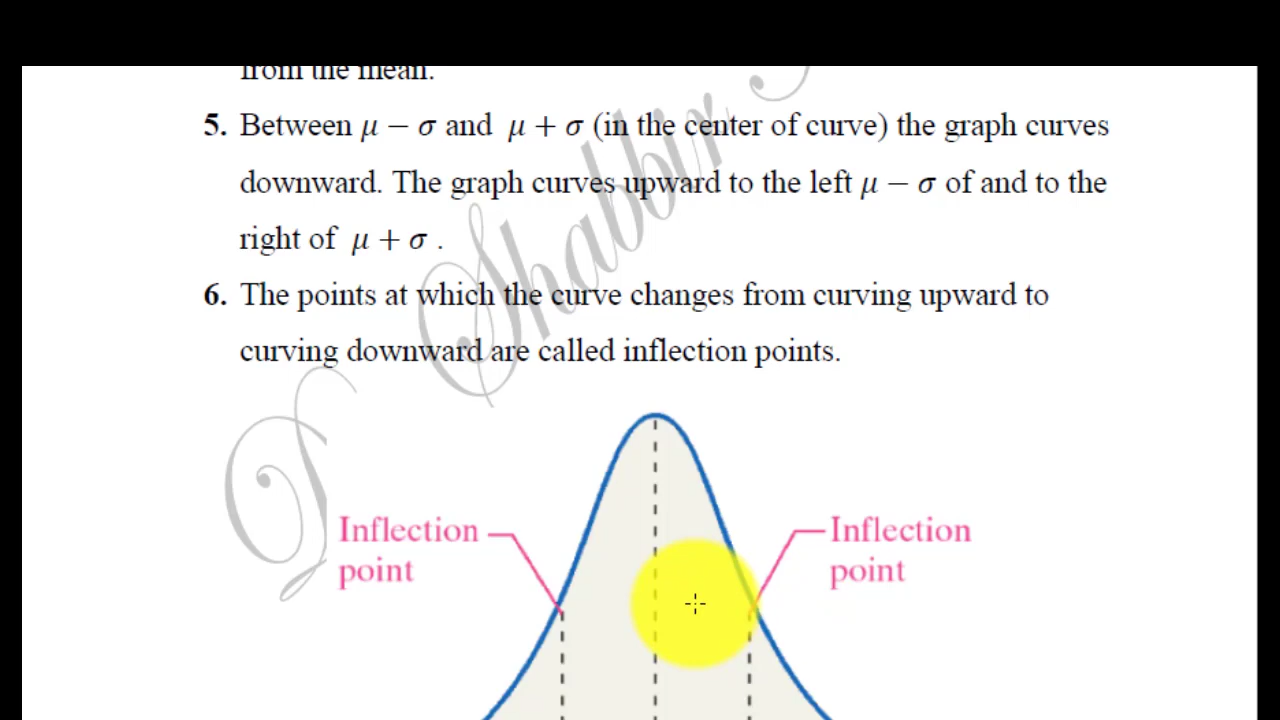 from the mean.
5. Between μ − σ and μ + σ (in the center of curve) the graph curves
downward. The graph curves upward to the left μ − σ of and to the
right of μ + σ .
6. The points at which the curve changes from curving upward to
curving downward are called inflection points.
Shabbir
Inflection
point
Inflection
point